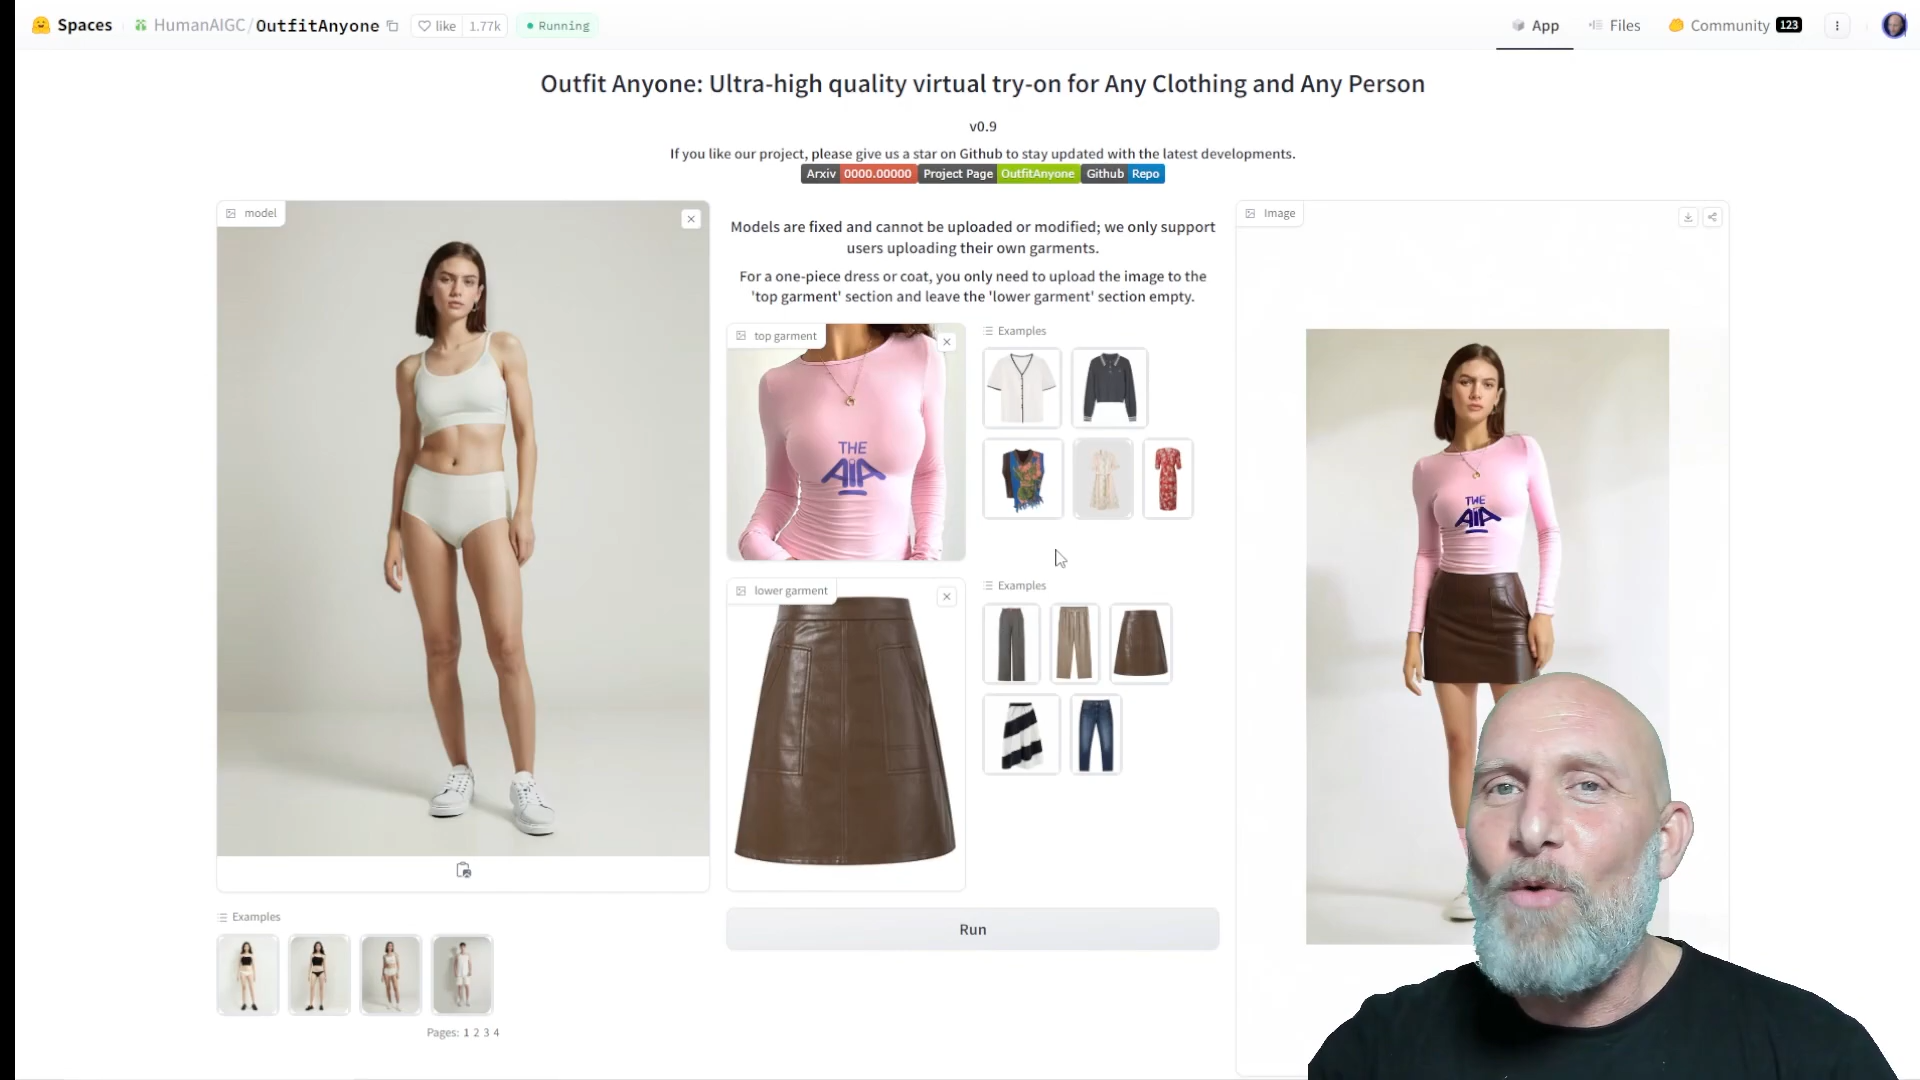 Spaces HumanAIGC/OutfitAnyone like 1.77k Running App Files Community 123
Outfit Anyone: Ultra-high quality virtual try-on for Any Clothing and Any Person
v0.9
If you like our project, please give us a star on Github to stay updated with the latest developments.
Arxiv 0000.00000 Project Page OutfitAnyone Github Repo
model
Models are fixed and cannot be uploaded or modified; we only support
users uploading their own garments.
For a one-piece dress or coat, you only need to upload the image to the
'top garment' section and leave the 'lower garment' section empty.
top garment
THE
AIA
Examples
lower garment
Examples
Run
Image
THE
AIA
Examples
Pages: 1 2 3 4